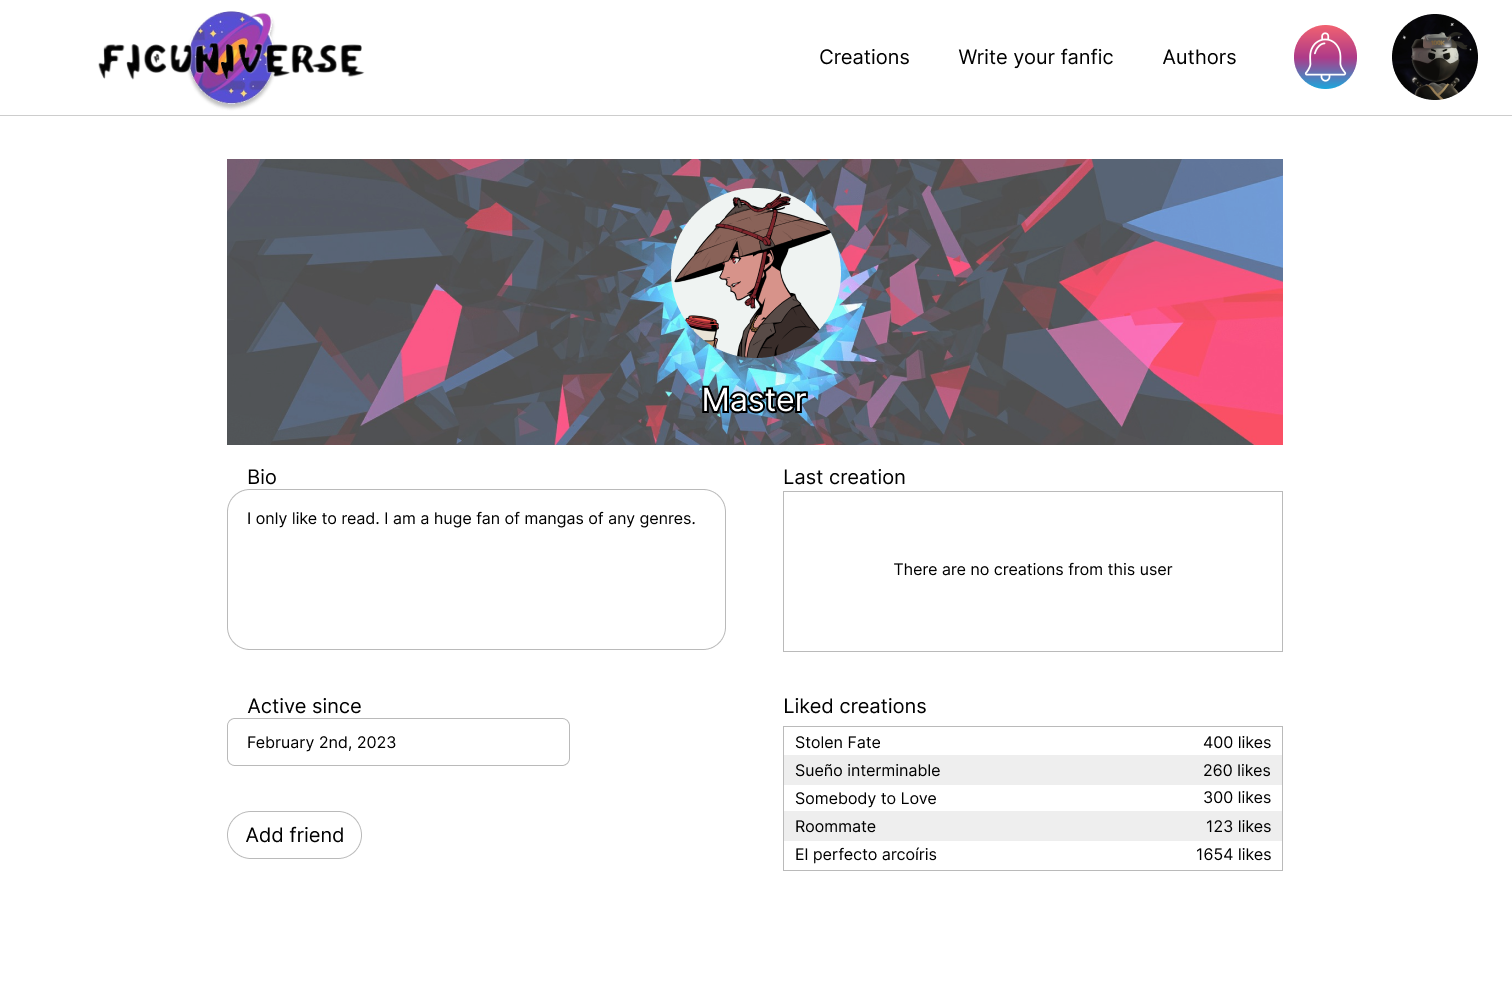 FICUNIVERSE
Creations
Write your fanfic
Authors
Master
Bio
I only like to read. I am a huge fan of mangas of any genres.
Last creation
There are no creations from this user
Active since
February 2nd, 2023
Add friend
Liked creations
Stolen Fate 400 likes
Sueño interminable 260 likes
Somebody to Love 300 likes
Roommate 123 likes
El perfecto arcoíris 1654 likes